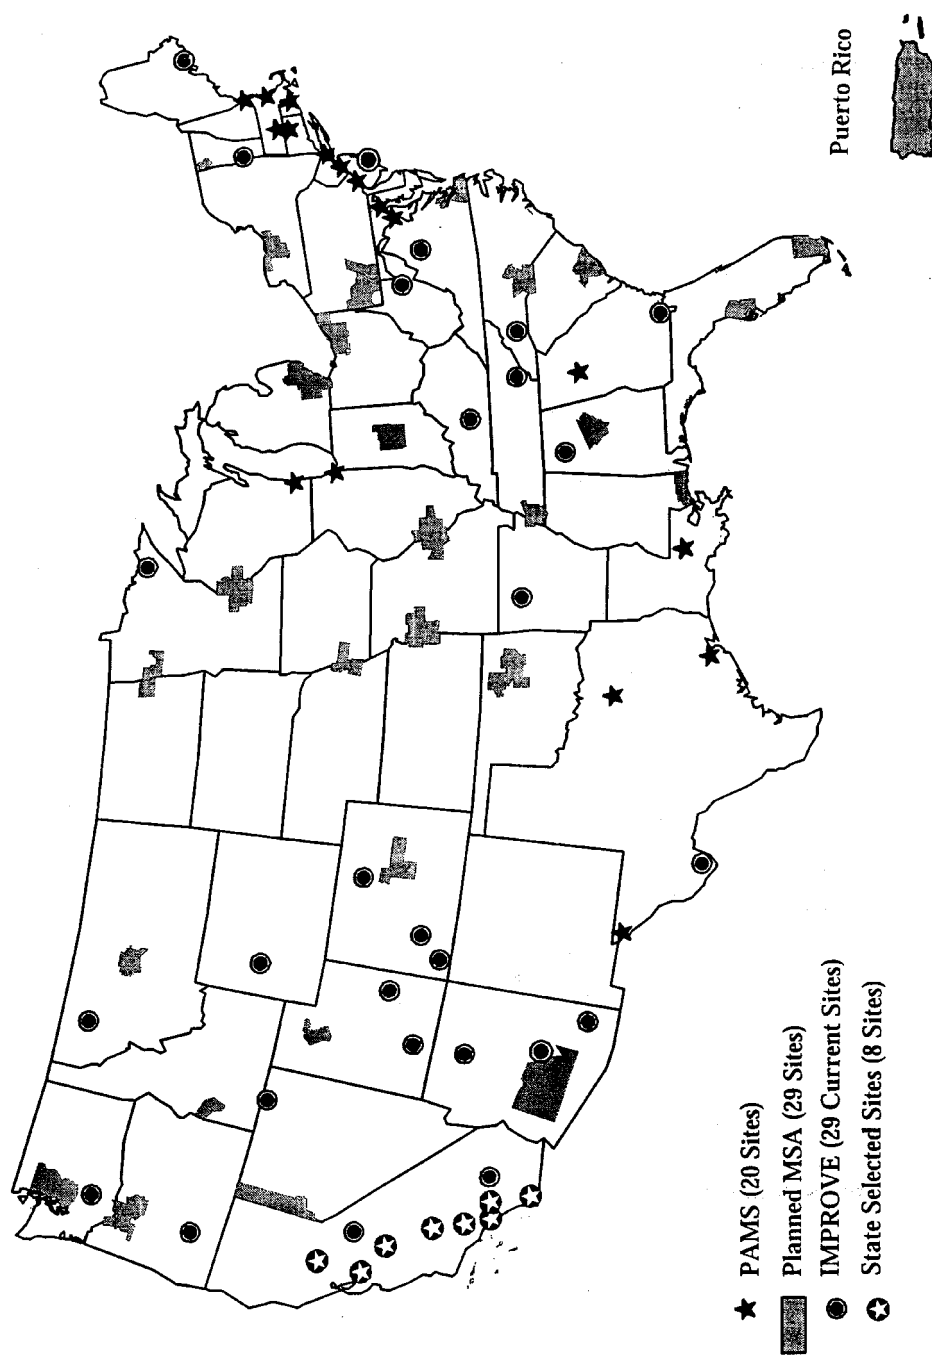 Puerto Rico
PAMS (20 Sites)
Planned MSA (29 Sites)
IMPROVE (29 Current Sites)
State Selected Sites (8 Sites)